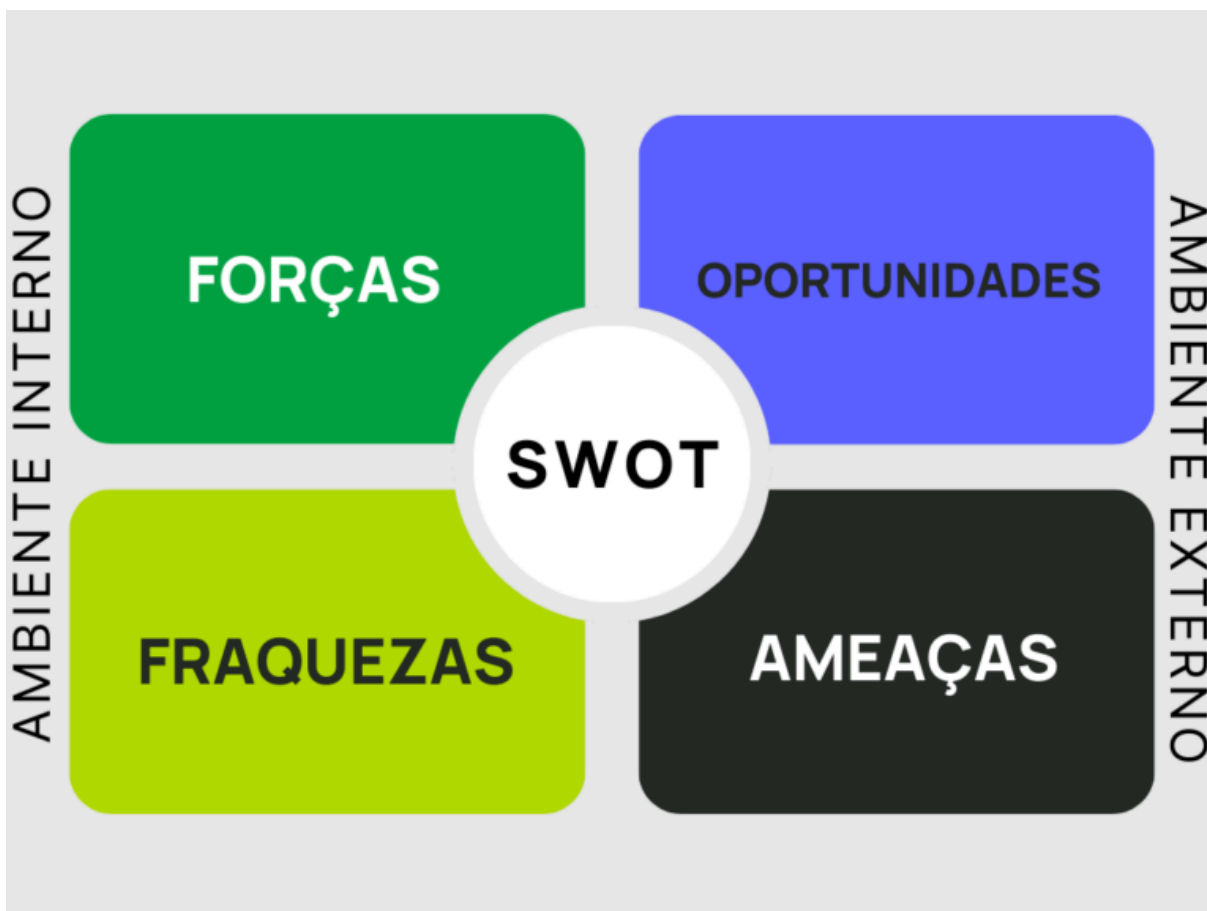 AMBIENTE INTERNO
FORÇAS
OPORTUNIDADES
SWOT
FRAQUEZAS
AMEAÇAS
AMBIENTE EXTERNO